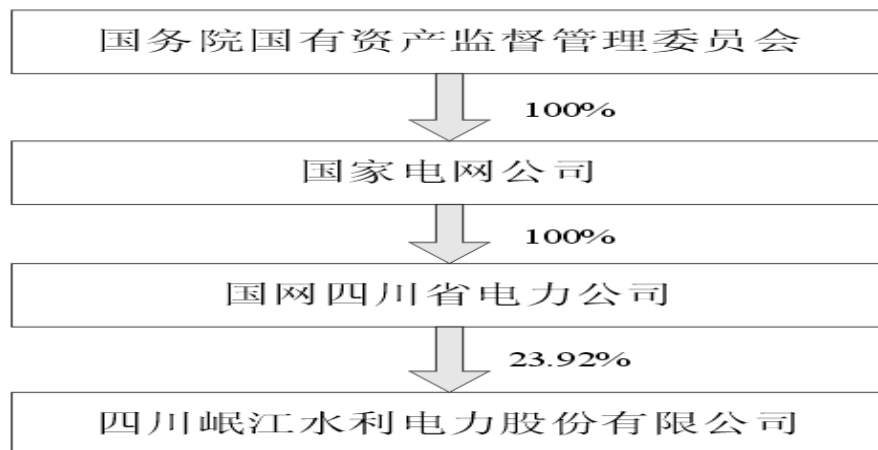 国务院国有资产监督管理委员会
100%
国家电网公司
100%
国网四川省电力公司
23.92%
四川岷江水利电力股份有限公司